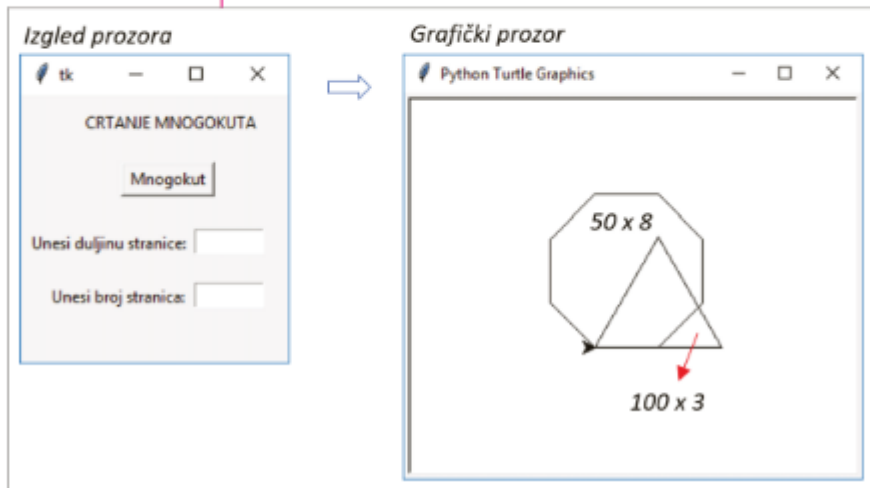 Izgled prozora
tk
CRTANJE MNOGOKUTA
Mnogokut
Unesi duljinu stranice:
Unesi broj stranica:
Grafički prozor
Python Turtle Graphics
50 x 8
100 x 3